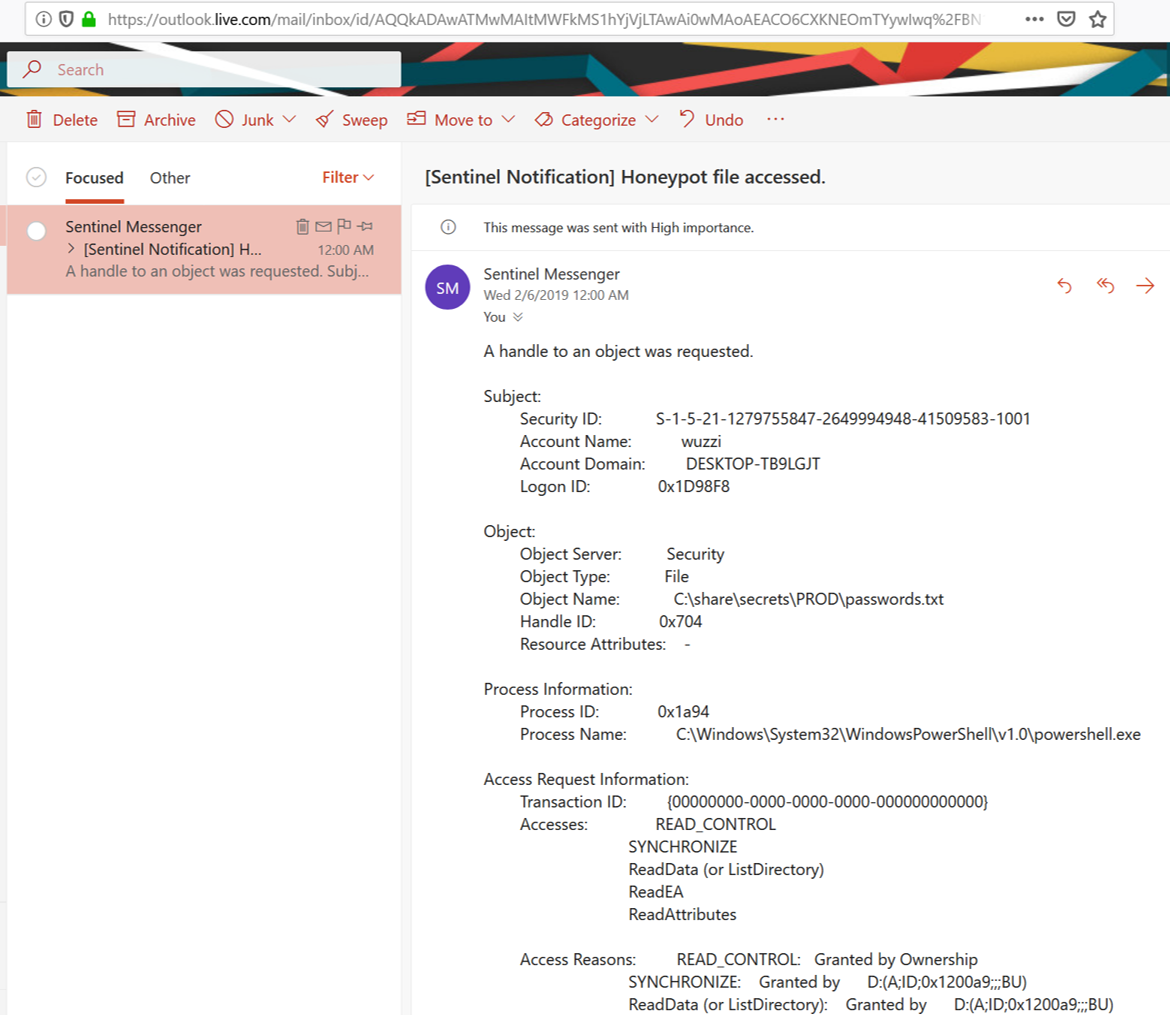 https://outlook.live.com/mail/inbox/id/AQQkADAwATMwMAItMWFkMS1hYjVjLTAwAi0wMAoAEACO6CXKNEOmTYywIwq%2FBN
Search
Delete Archive Junk Sweep Move to Categorize Undo
Focused Other Filter
[Sentinel Notification] Honeypot file accessed.
Sentinel Messenger
[Sentinel Notification] H... 12:00 AM
A handle to an object was requested. Subj...
This message was sent with High importance.
SM
Sentinel Messenger
Wed 2/6/2019 12:00 AM
You
A handle to an object was requested.
Subject:
Security ID: S-1-5-21-1279755847-2649994948-41509583-1001
Account Name: wuzzi
Account Domain: DESKTOP-TB9LGJT
Logon ID: 0x1D98F8
Object:
Object Server: Security
Object Type: File
Object Name: C:\share\secrets\PROD\passwords.txt
Handle ID: 0x704
Resource Attributes: -
Process Information:
Process ID: 0x1a94
Process Name: C:\Windows\System32\WindowsPowerShell\v1.0\powershell.exe
Access Request Information:
Transaction ID: {00000000-0000-0000-0000-000000000000}
Accesses: READ_CONTROL
SYNCHRONIZE
ReadData (or ListDirectory)
ReadEA
ReadAttributes
Access Reasons: READ_CONTROL: Granted by Ownership
SYNCHRONIZE: Granted by D:(A;ID;0x1200a9;;;BU)
ReadData (or ListDirectory): Granted by D:(A;ID;0x1200a9;;;BU)